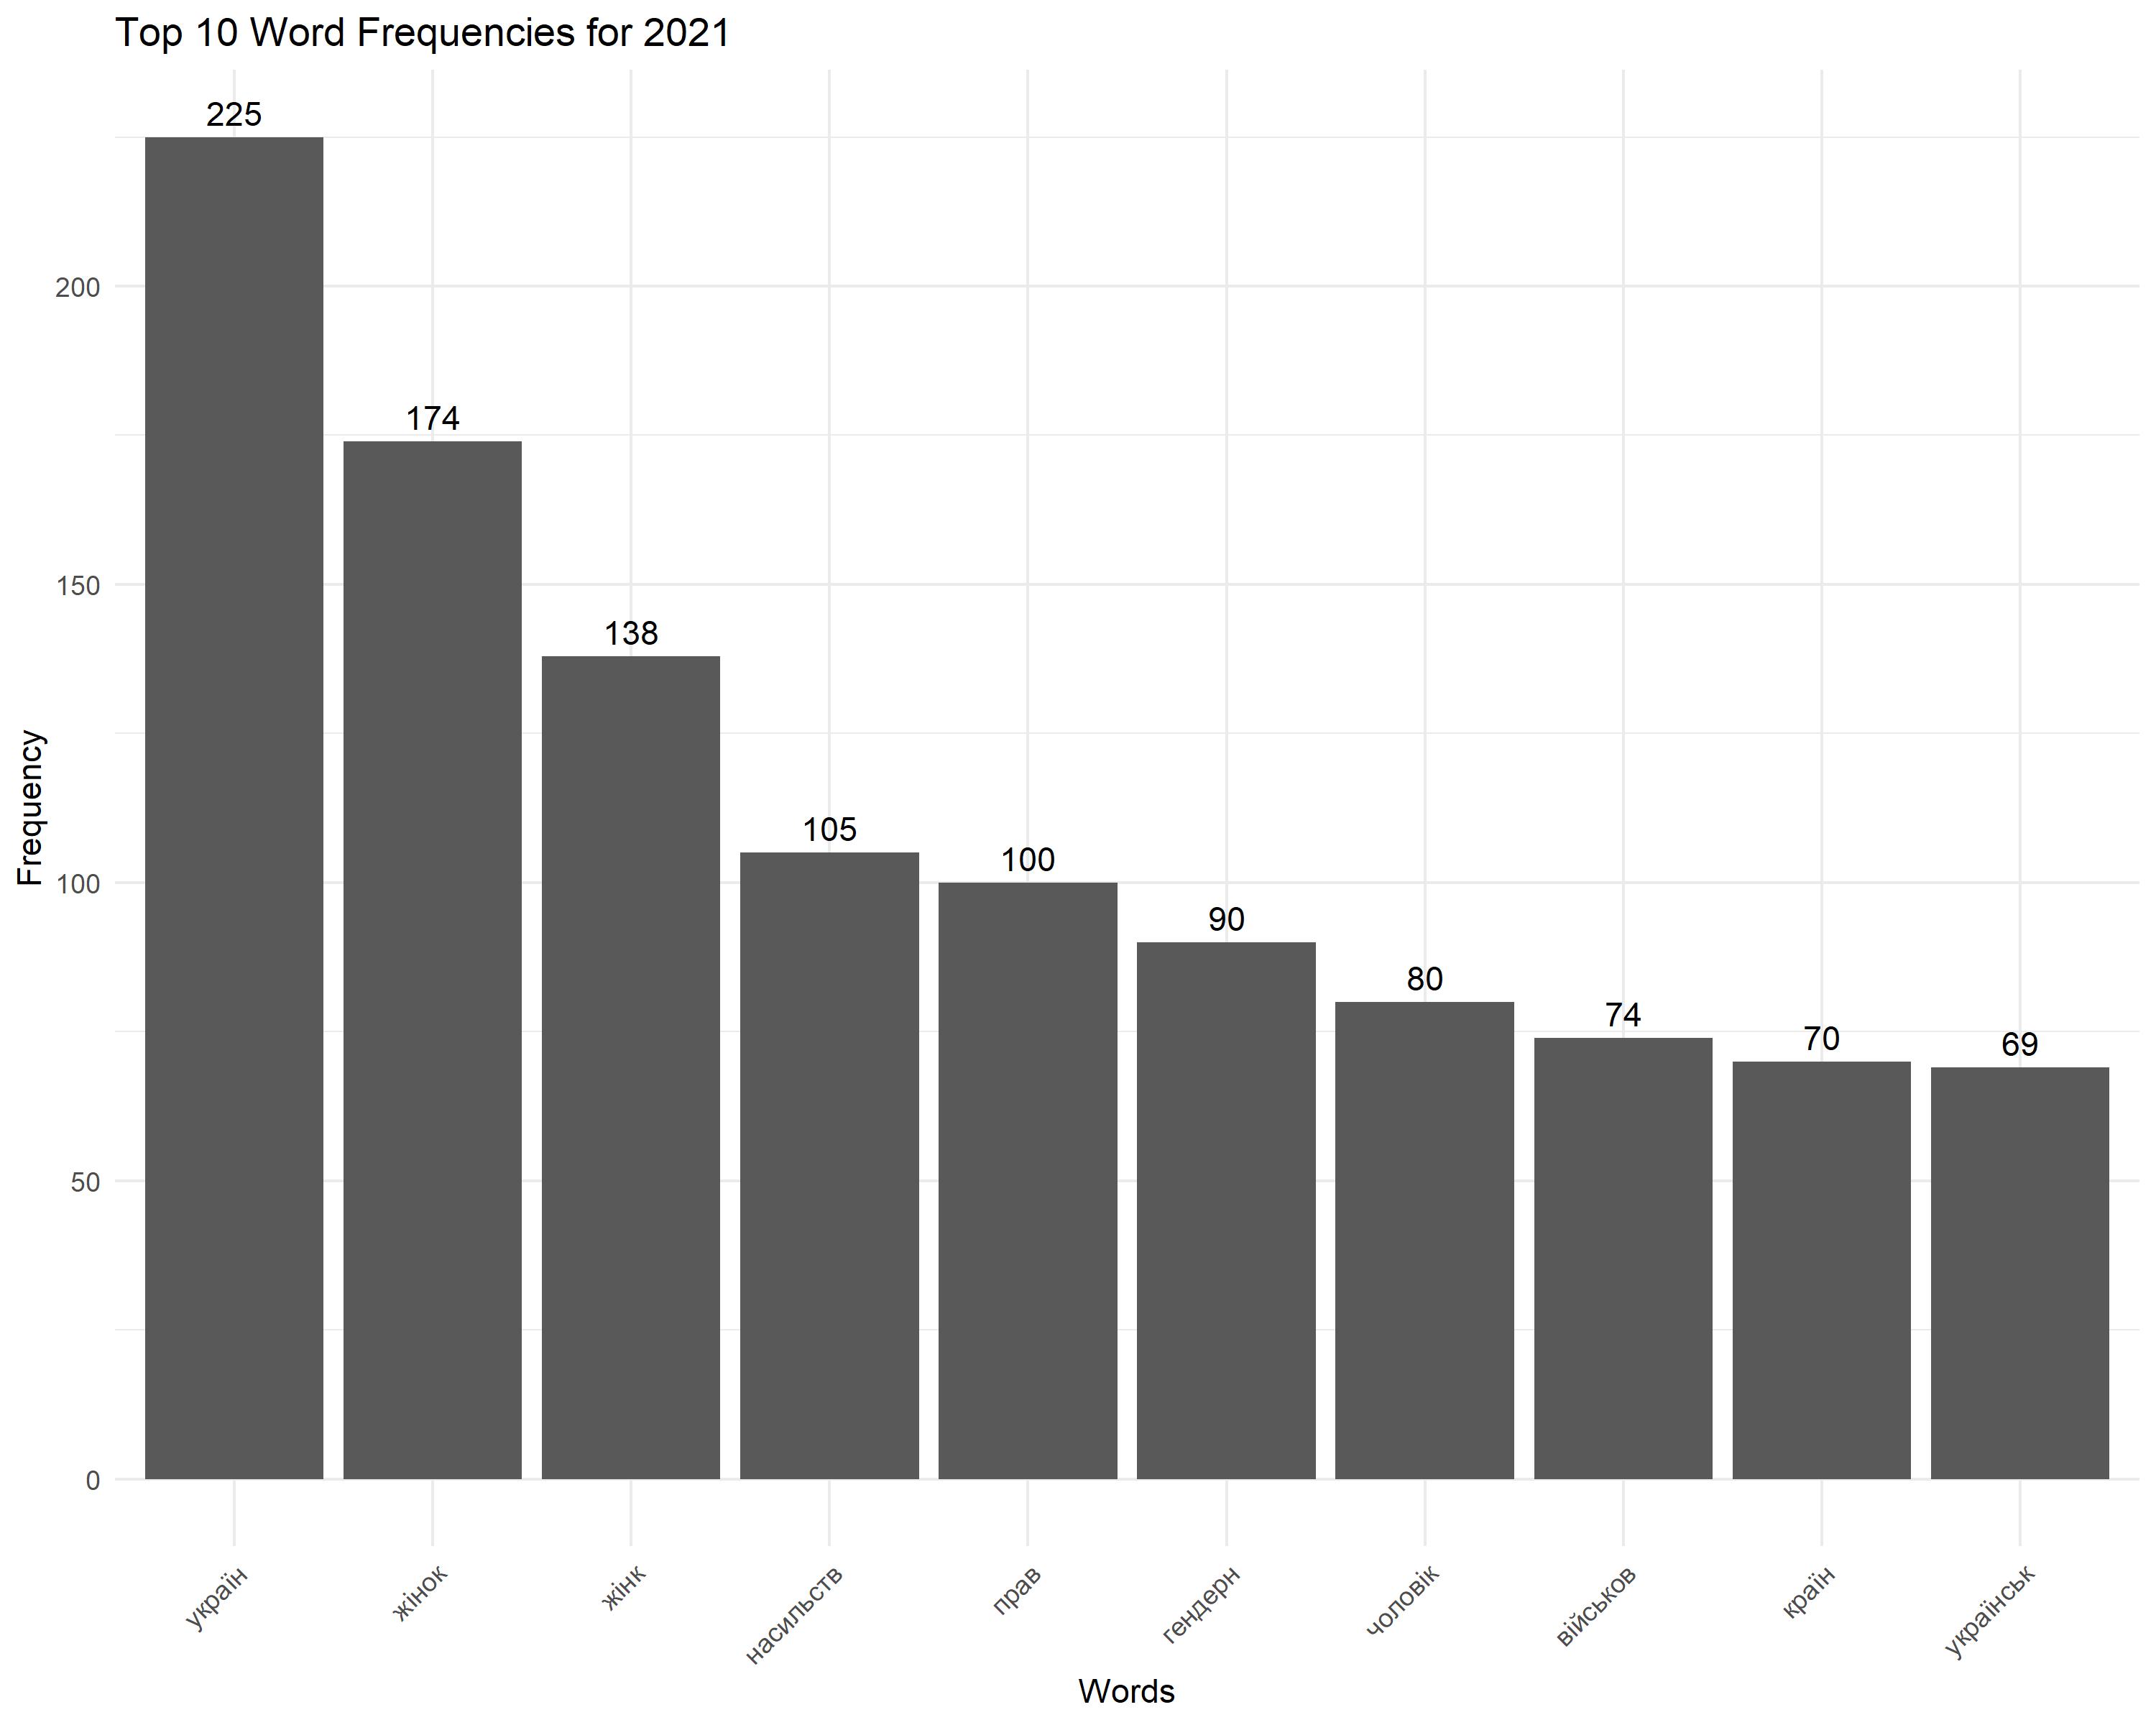 Top 10 Word Frequencies for 2021
225
174
138
105
100
90
80
74
70
69
200
150
100
50
0
Frequency
україн
жінок
жінк
насильств
прав
гендерн
чоловік
військов
країн
українськ
Words